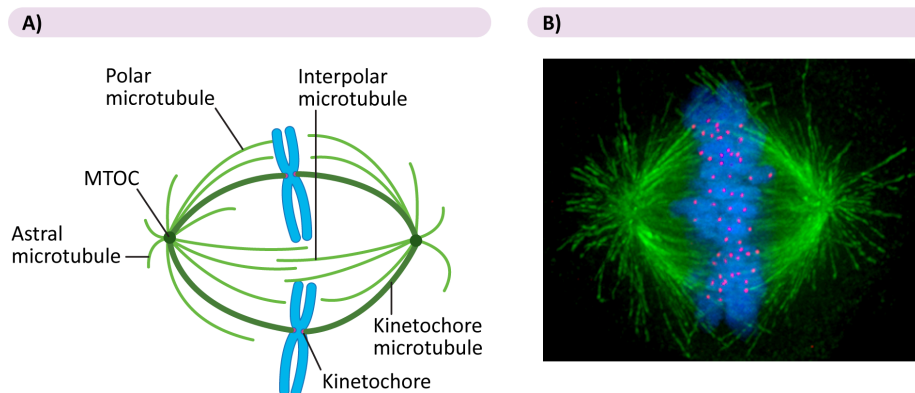 A)
B)
Polar
microtubule
Interpolar
microtubule
MTOC
Astral
microtubule
Kinetochore
microtubule
Kinetochore